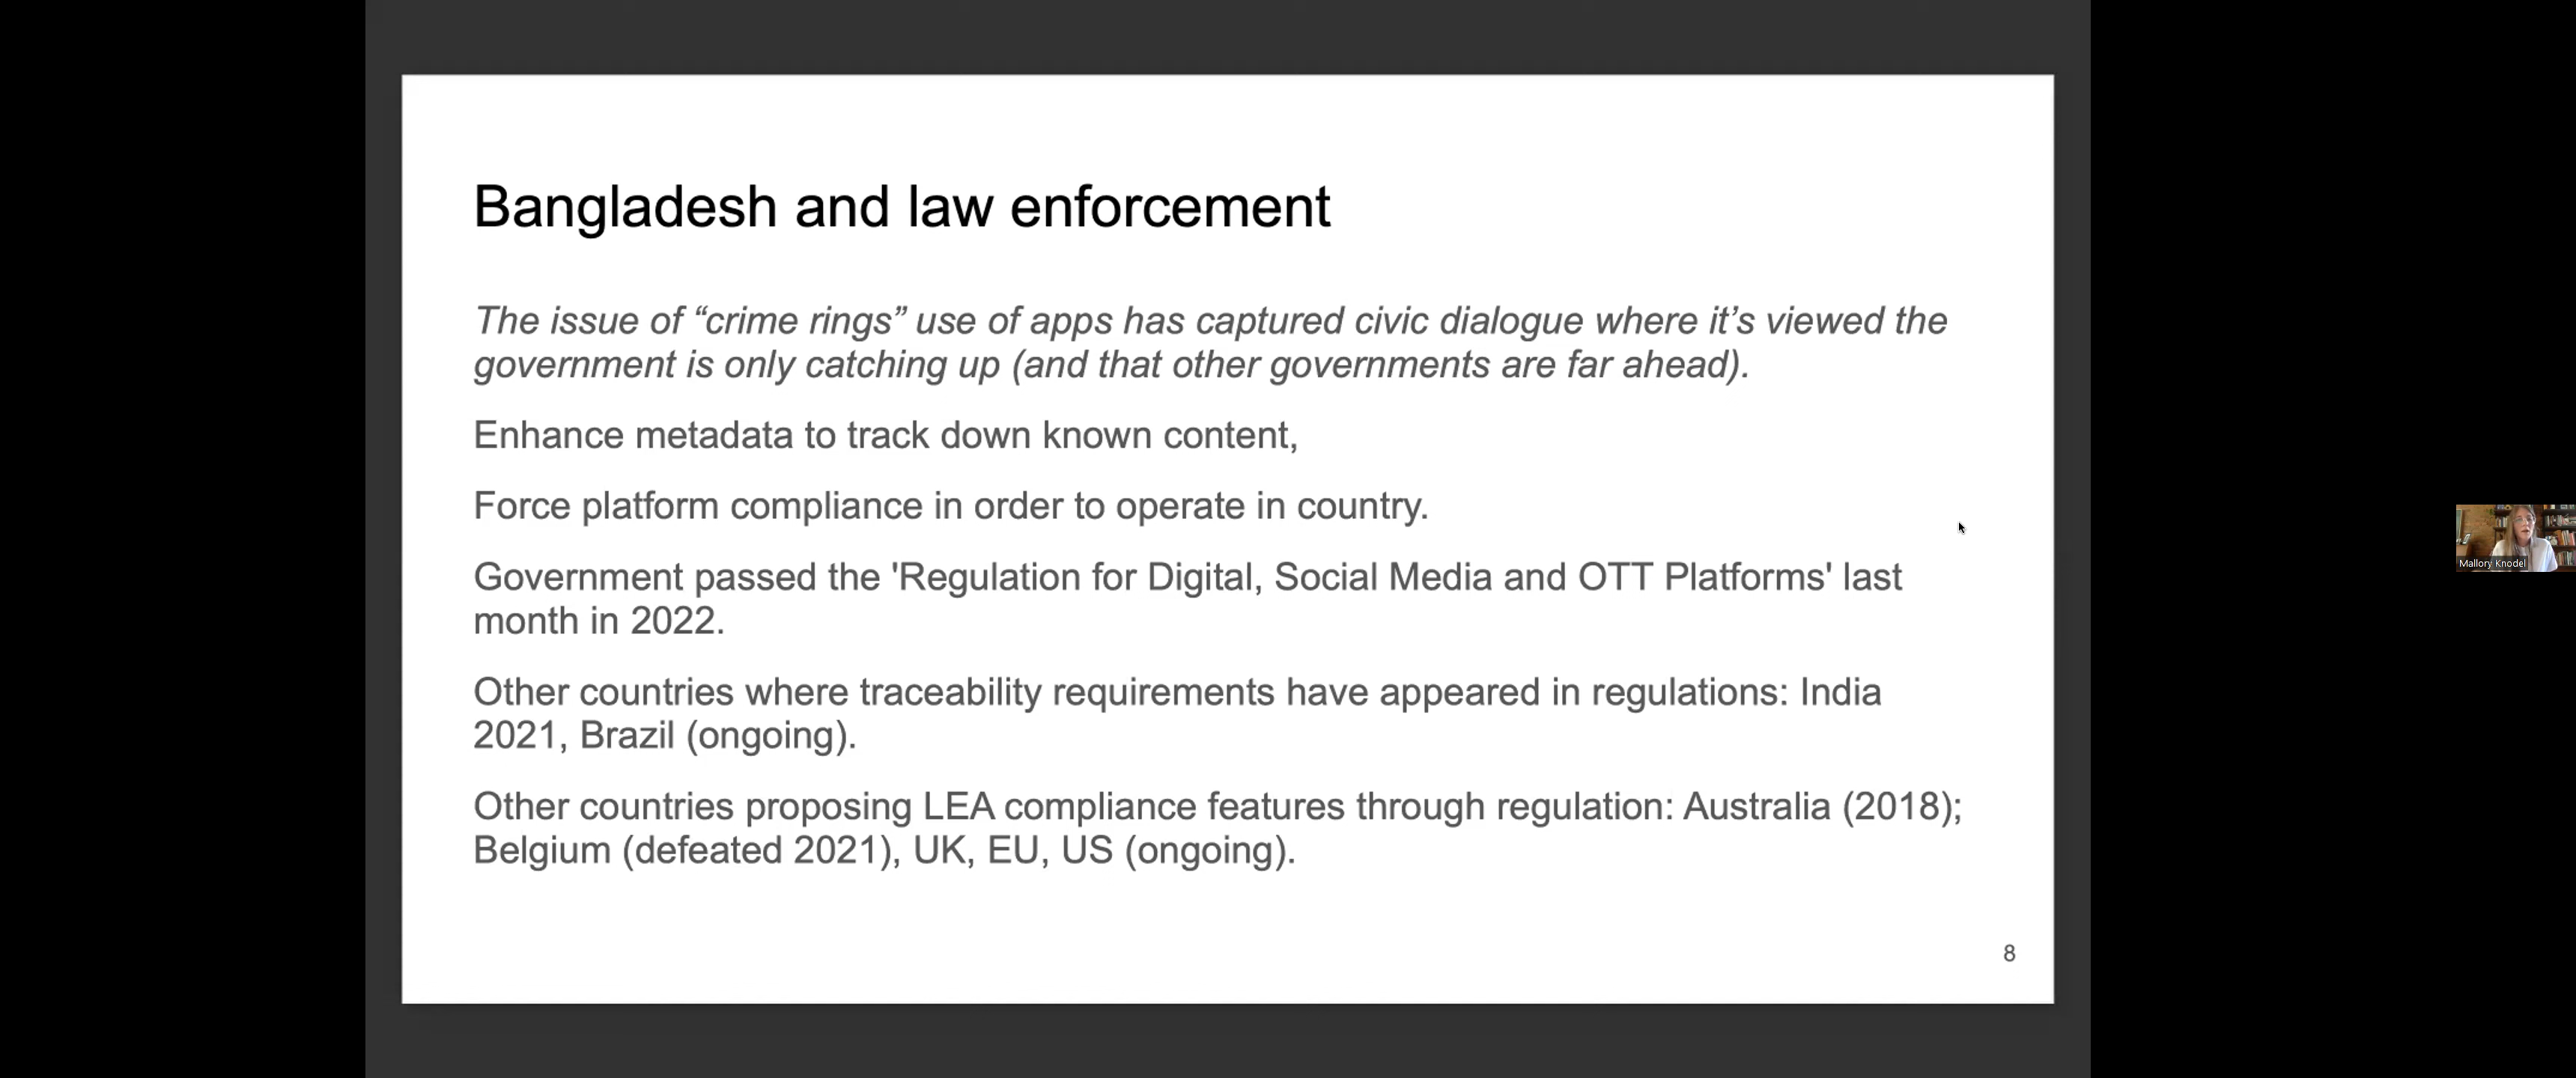 Bangladesh and law enforcement
The issue of “crime rings” use of apps has captured civic dialogue where it’s viewed the
government is only catching up (and that other governments are far ahead).
Enhance metadata to track down known content,
Force platform compliance in order to operate in country.
Government passed the 'Regulation for Digital, Social Media and OTT Platforms' last
month in 2022.
Other countries where traceability requirements have appeared in regulations: India
2021, Brazil (ongoing).
Other countries proposing LEA compliance features through regulation: Australia (2018);
Belgium (defeated 2021), UK, EU, US (ongoing).
8
Mallory Knodel